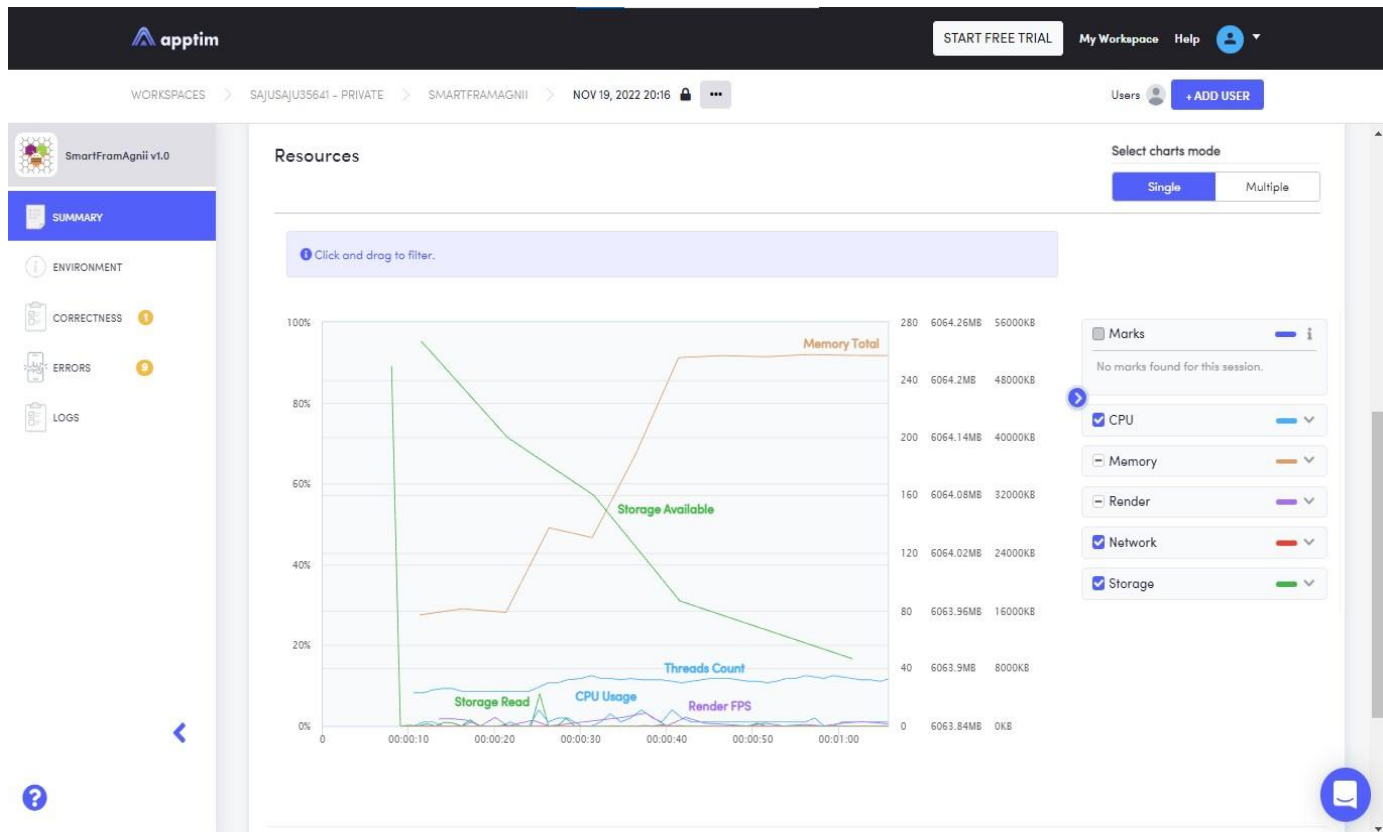 apptim
START FREE TRIAL My Workspace Help
WORKSPACES > SAJUSAJU35641 - PRIVATE > SMARTFRAMAGNII > NOV 19, 2022 20:16 ...
Users + ADD USER
SmartFramAgnii v1.0
SUMMARY
ENVIRONMENT
CORRECTNESS 1
ERRORS 9
LOGS
Resources
Select charts mode
Single Multiple
Click and drag to filter.
100%
80%
60%
40%
20%
0%
Memory Total
Storage Available
Threads Count
Storage Read
CPU Usage
Render FPS
0 00:00:10 00:00:20 00:00:30 00:00:40 00:00:50 00:01:00
280 6064.26MB 56000KB
240 6064.2MB 48000KB
200 6064.14MB 40000KB
160 6064.08MB 32000KB
120 6064.02MB 24000KB
80 6063.96MB 16000KB
40 6063.9MB 8000KB
0 6063.84MB 0KB
Marks
No marks found for this session.
CPU
Memory
Render
Network
Storage